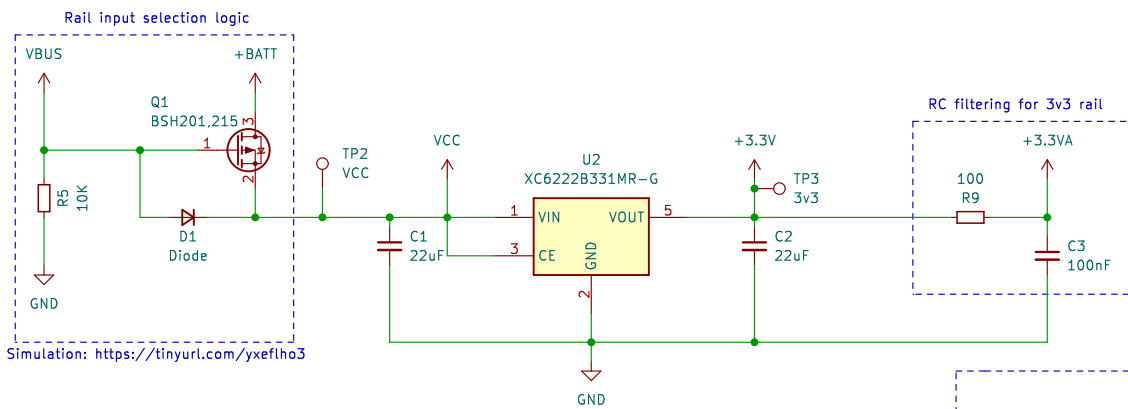 Rail input selection logic
VBUS
+BATT
Q1
BSH201,215
3
1
2
R5
10K
D1
Diode
GND
Simulation: https://tinyurl.com/yxeflho3
TP2
VCC
VCC
C1
22uF
U2
XC6222B331MR-G
1
VIN
VOUT
5
3
CE
GND
2
GND
+3.3V
TP3
3v3
C2
22uF
RC filtering for 3v3 rail
+3.3VA
100
R9
C3
100nF